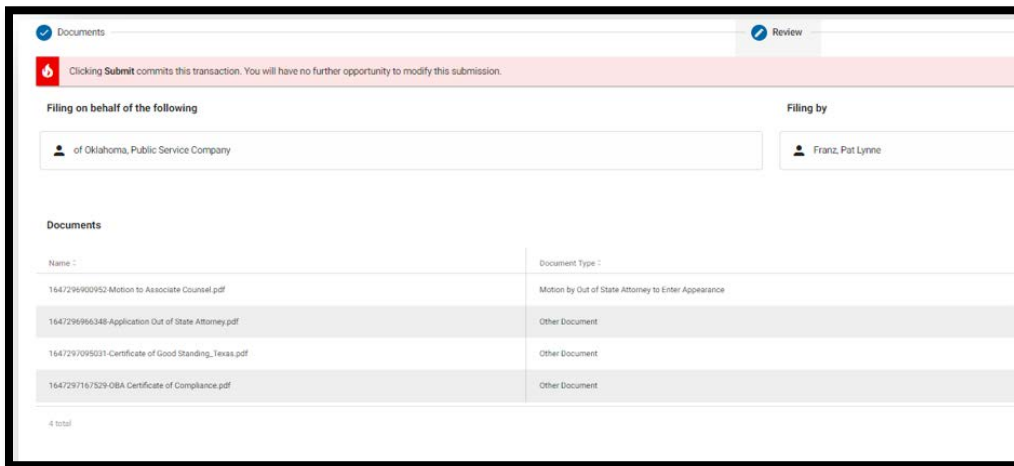 Documents
Review
Clicking Submit commits this transaction. You will have no further opportunity to modify this submission.
Filing on behalf of the following
Filing by
of Oklahoma, Public Service Company
Franz, Pat Lynne
Documents
Name
Document Type
1647296900952-Motion to Associate Counsel.pdf
Motion by Out of State Attorney to Enter Appearance
1647296966348-Application Out of State Attorney.pdf
Other Document
1647297095031-Certificate of Good Standing_Texas.pdf
Other Document
1647297167529-OBA Certificate of Compliance.pdf
Other Document
4 total